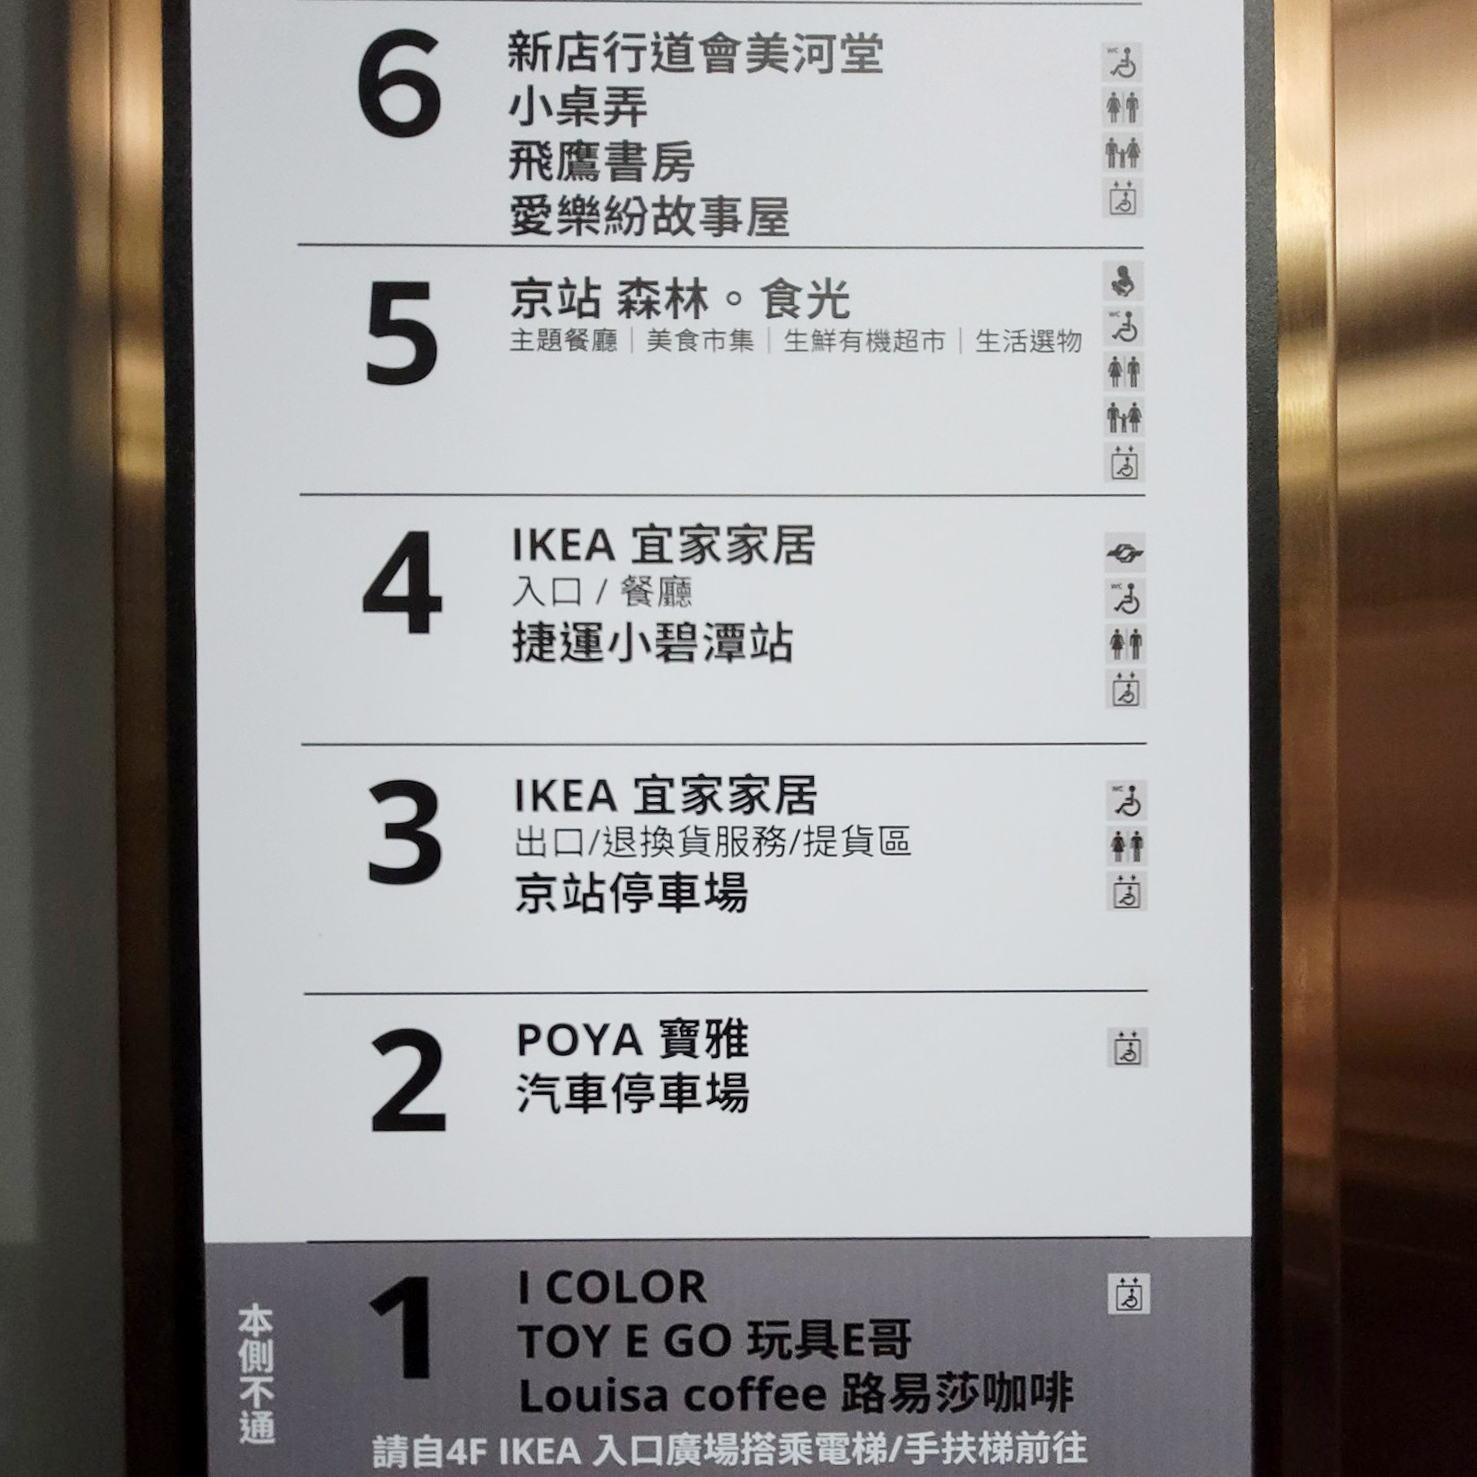 6
新店行道會美河堂
小桌弄
飛鷹書房
愛樂紛故事屋
5
京站 森林。食光
主題餐廳｜美食市集｜生鮮有機超市｜生活選物
4
IKEA 宜家家居
入口 / 餐廳
捷運小碧潭站
3
IKEA 宜家家居
出口/退換貨服務/提貨區
京站停車場
2
POYA 寶雅
汽車停車場
本側不通
1
I COLOR
TOY E GO 玩具E哥
Louisa coffee 路易莎咖啡
請自4F IKEA 入口廣場搭乘電梯/手扶梯前往
WC
WC
WC
WC